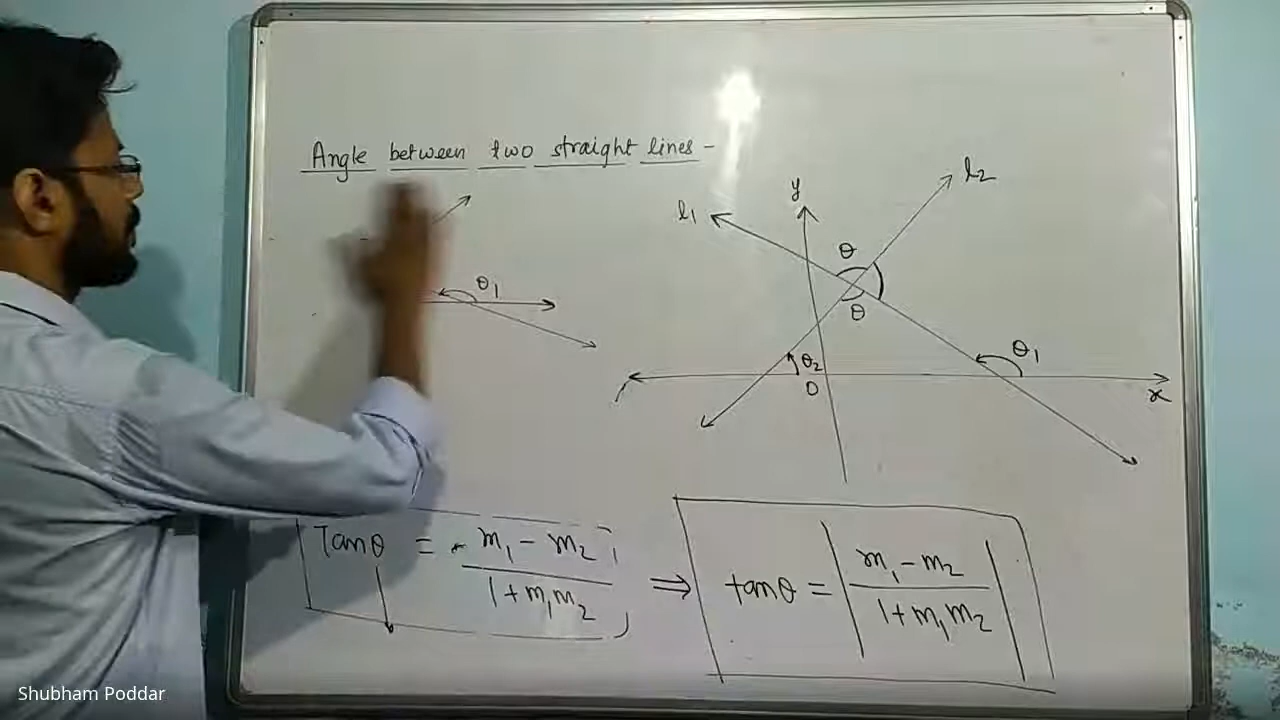 Angle between two straight lines -
y
l1
l2
θ
θ
θ1
θ1
θ2
O
x
Tanθ = - m1 - m2 / 1 + m1m2 ⇒ tanθ = | m1 - m2 / 1 + m1m2 |
Shubham Poddar